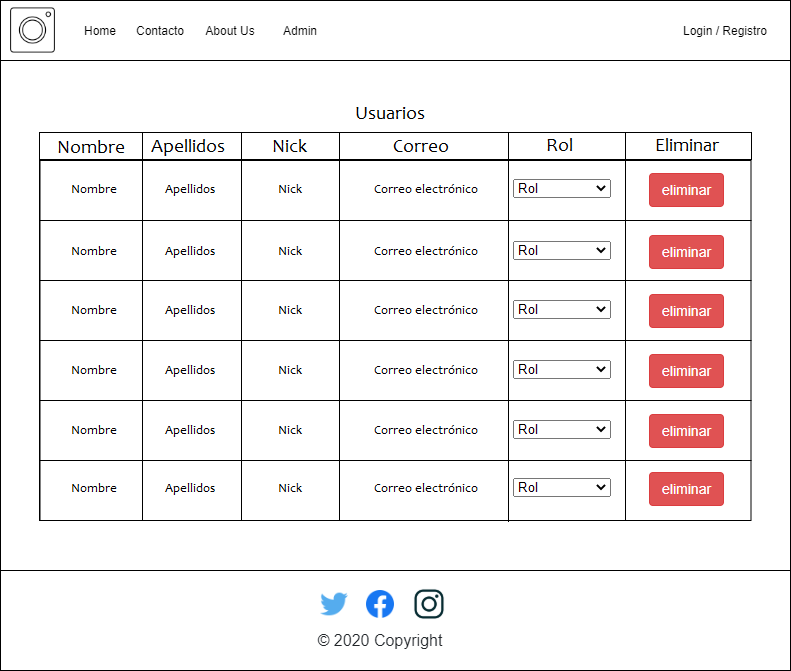 Home Contacto About Us Admin Login / Registro
Usuarios
Nombre Apellidos Nick Correo Rol Eliminar
Nombre Apellidos Nick Correo electrónico Rol eliminar
Nombre Apellidos Nick Correo electrónico Rol eliminar
Nombre Apellidos Nick Correo electrónico Rol eliminar
Nombre Apellidos Nick Correo electrónico Rol eliminar
Nombre Apellidos Nick Correo electrónico Rol eliminar
Nombre Apellidos Nick Correo electrónico Rol eliminar
© 2020 Copyright